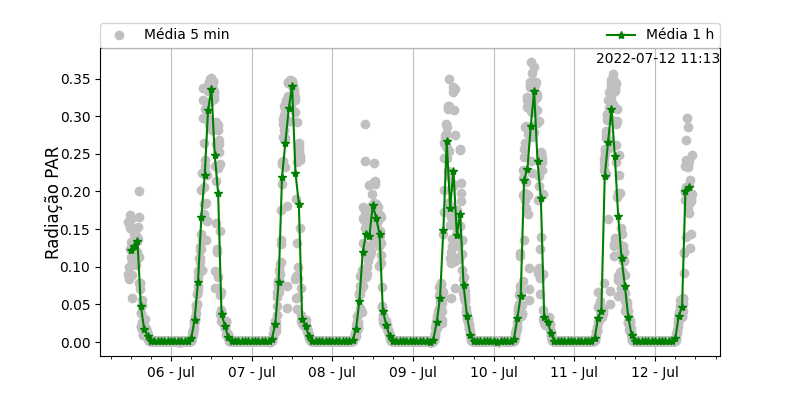 Média 5 min
Média 1 h
2022-07-12 11:13
Radiação PAR
0.35
0.30
0.25
0.20
0.15
0.10
0.05
0.00
06 - Jul
07 - Jul
08 - Jul
09 - Jul
10 - Jul
11 - Jul
12 - Jul